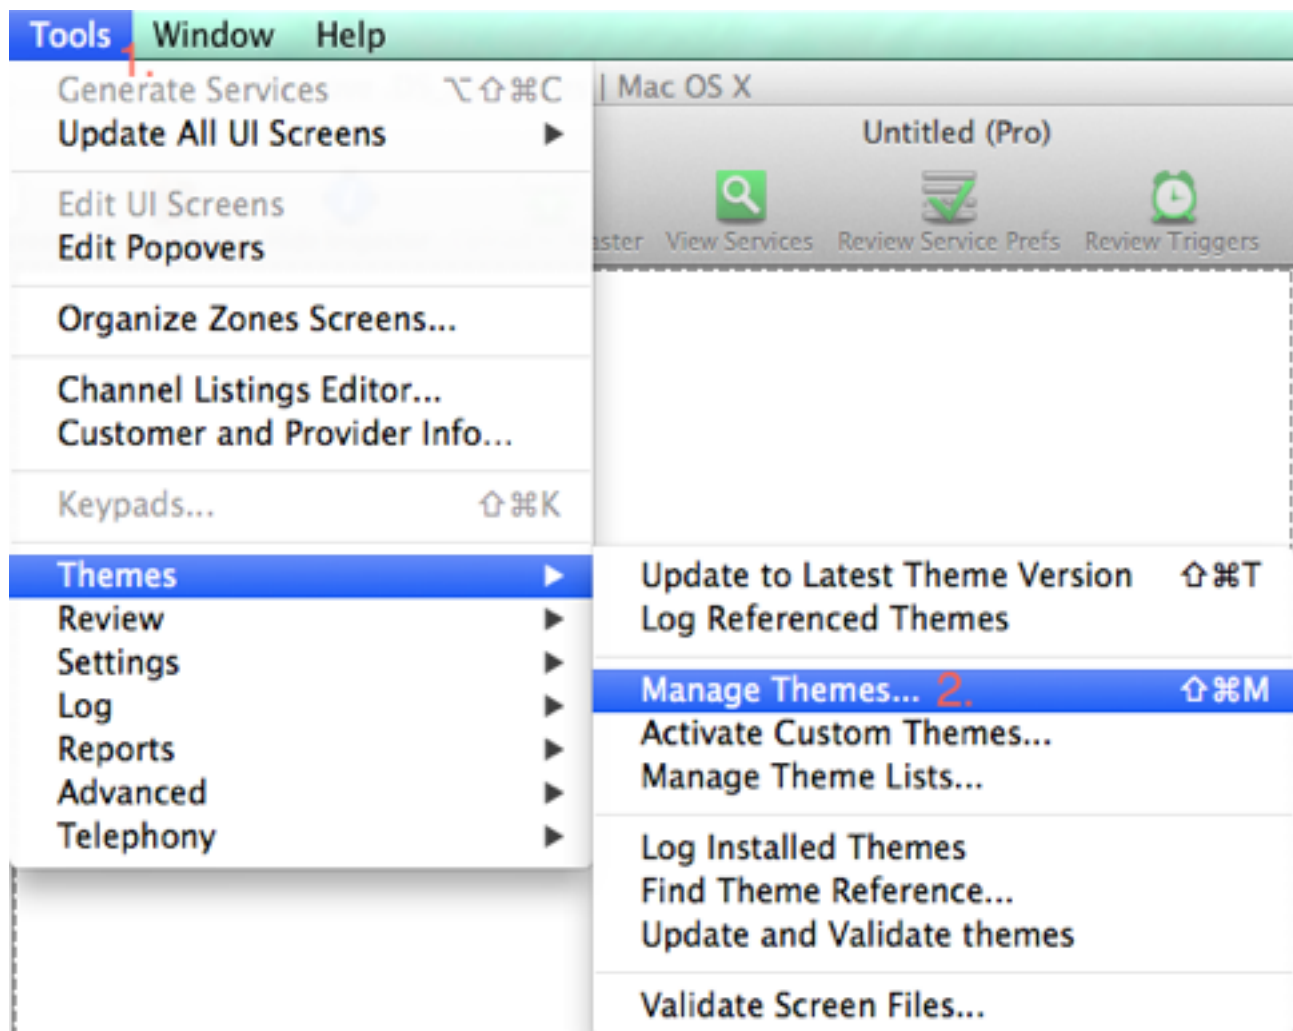 Tools Window Help
1.
Generate Services ⌥⇧⌘C
| Mac OS X
Update All UI Screens ▶
Untitled (Pro)
Edit UI Screens
Edit Popovers
View Services Review Service Prefs Review Triggers
Organize Zones Screens...
Channel Listings Editor...
Customer and Provider Info...
Keypads... ⇧⌘K
Themes ▶
Review ▶
Settings ▶
Log ▶
Reports ▶
Advanced ▶
Telephony ▶
Update to Latest Theme Version ⇧⌘T
Log Referenced Themes
Manage Themes... 2. ⇧⌘M
Activate Custom Themes...
Manage Theme Lists...
Log Installed Themes
Find Theme Reference...
Update and Validate themes
Validate Screen Files...